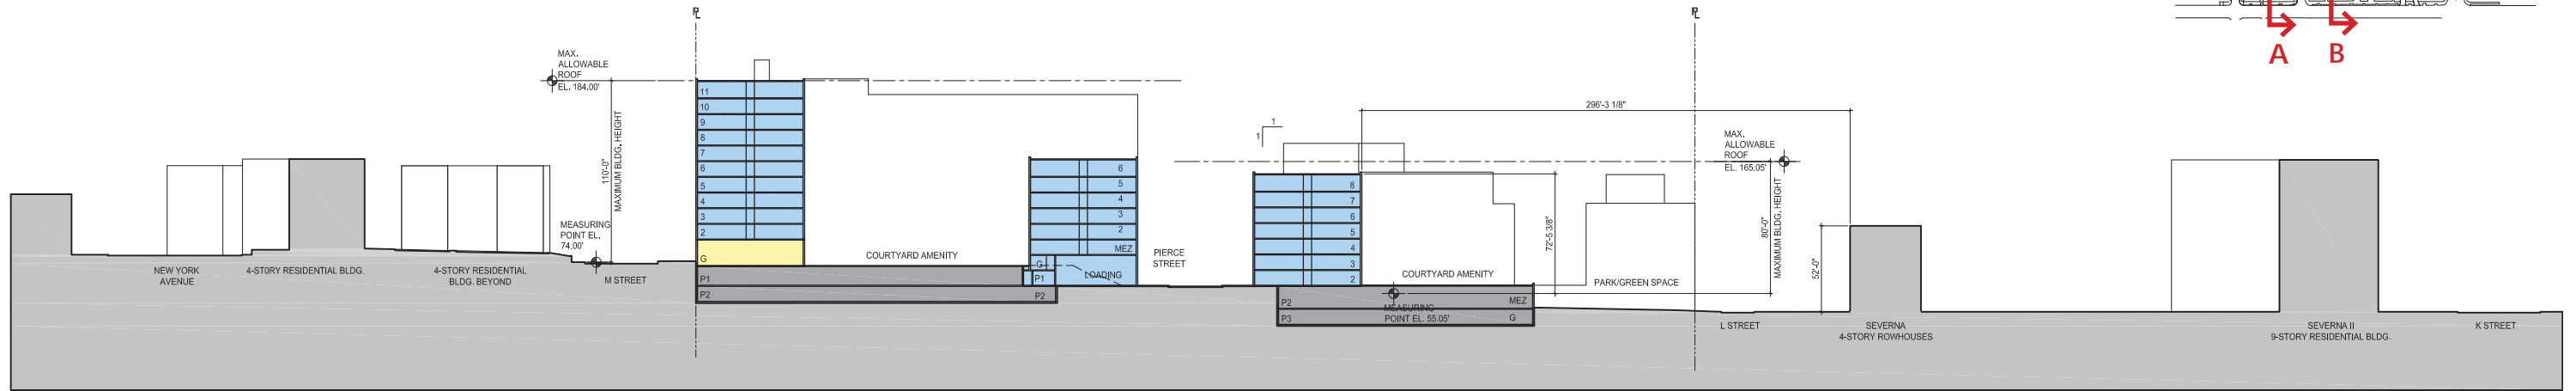 PL
PL
A
B
MAX.
ALLOWABLE
ROOF
EL. 184.00'
110'-0"
MAXIMUM BLDG. HEIGHT
MEASURING
POINT EL.
74.00'
11
10
9
8
7
6
5
4
3
2
G
P1
P2
COURTYARD AMENITY
6
5
4
3
2
MEZ
G
P1
LOADING
P2
PIERCE
STREET
1
1
8
7
6
5
4
3
2
296'-3 1/8"
72'-5 3/8"
COURTYARD AMENITY
P2
MEZ
P3
G
MEASURING
POINT EL. 55.05'
PARK/GREEN SPACE
MAX.
ALLOWABLE
ROOF
EL. 165.05'
80'-0"
MAXIMUM BLDG. HEIGHT
52'-0"
NEW YORK
AVENUE
4-STORY RESIDENTIAL BLDG.
4-STORY RESIDENTIAL
BLDG. BEYOND
M STREET
L STREET
SEVERNA
4-STORY ROWHOUSES
SEVERNA II
9-STORY RESIDENTIAL BLDG.
K STREET